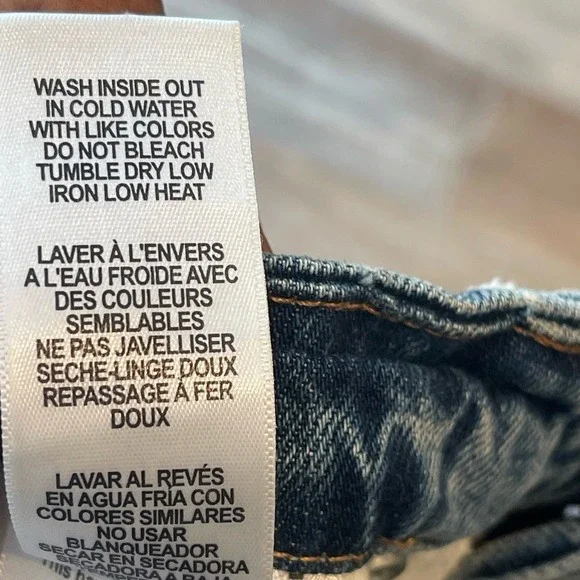 WASH INSIDE OUT
IN COLD WATER
WITH LIKE COLORS
DO NOT BLEACH
TUMBLE DRY LOW
IRON LOW HEAT
LAVER À L'ENVERS
A L'EAU FROIDE AVEC
DES COULEURS
SEMBLABLES
NE PAS JAVELLISER
SECHE-LINGE DOUX
REPASSAGE À FER
DOUX
LAVAR AL REVÉS
EN AGUA FRÍA CON
COLORES SIMILARES
NO USAR
BLANQUEADOR
SECAR EN SECADORA
A BAJA